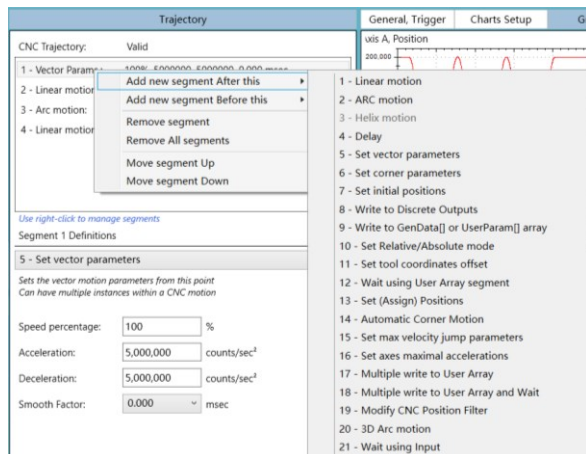 Trajectory
General, Trigger
Charts Setup
G
CNC Trajectory: Valid
uxis A, Position
200.000
1 - Vector Params: 100%, 5000000, 5000000, 0.000 msec
2 - Linear motion
3 - Arc motion:
4 - Linear motion
Add new segment After this
Add new segment Before this
Remove segment
Remove All segments
Move segment Up
Move segment Down
1 - Linear motion
2 - ARC motion
3 - Helix motion
4 - Delay
5 - Set vector parameters
6 - Set corner parameters
7 - Set initial positions
8 - Write to Discrete Outputs
9 - Write to GenData[] or UserParam[] array
10 - Set Relative/Absolute mode
11 - Set tool coordinates offset
12 - Wait using User Array segment
13 - Set (Assign) Positions
14 - Automatic Corner Motion
15 - Set max velocity jump parameters
16 - Set axes maximal accelerations
17 - Multiple write to User Array
18 - Multiple write to User Array and Wait
19 - Modify CNC Position Filter
20 - 3D Arc motion
21 - Wait using Input
Use right-click to manage segments
Segment 1 Definitions
5 - Set vector parameters
Sets the vector motion parameters from this point
Can have multiple instances within a CNC motion
Speed percentage: 100 %
Acceleration: 5,000,000 counts/sec²
Deceleration: 5,000,000 counts/sec²
Smooth Factor: 0.000 msec